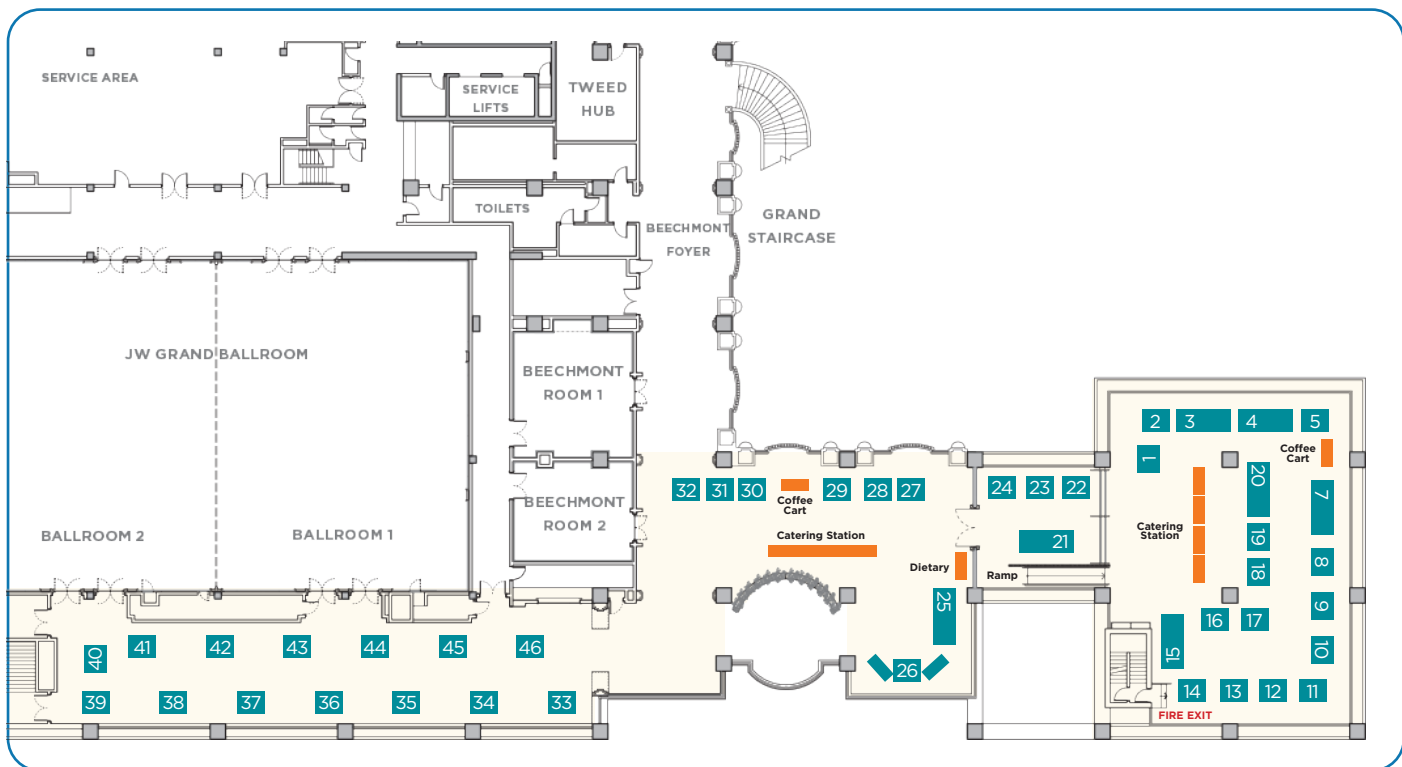 SERVICE AREA
SERVICE
LIFTS
TWEED
HUB
TOILETS
BEECHMONT
FOYER
GRAND
STAIRCASE
JW GRAND BALLROOM
BEECHMONT
ROOM 1
BEECHMONT
ROOM 2
BALLROOM 2
BALLROOM 1
2
3
4
5
Coffee
Cart
1
20
7
32
31
30
Coffee
Cart
29
28
27
24
23
22
Catering Station
Catering
Station
21
19
8
Dietary
Ramp
18
25
9
16
17
15
10
26
14
13
12
11
FIRE EXIT
40
41
42
43
44
45
46
39
38
37
36
35
34
33